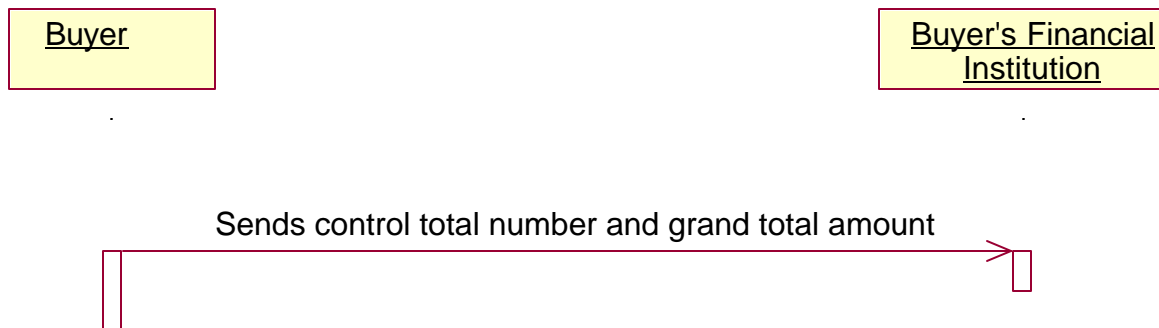 Buyer
Buyer's Financial
Institution
Sends control total number and grand total amount